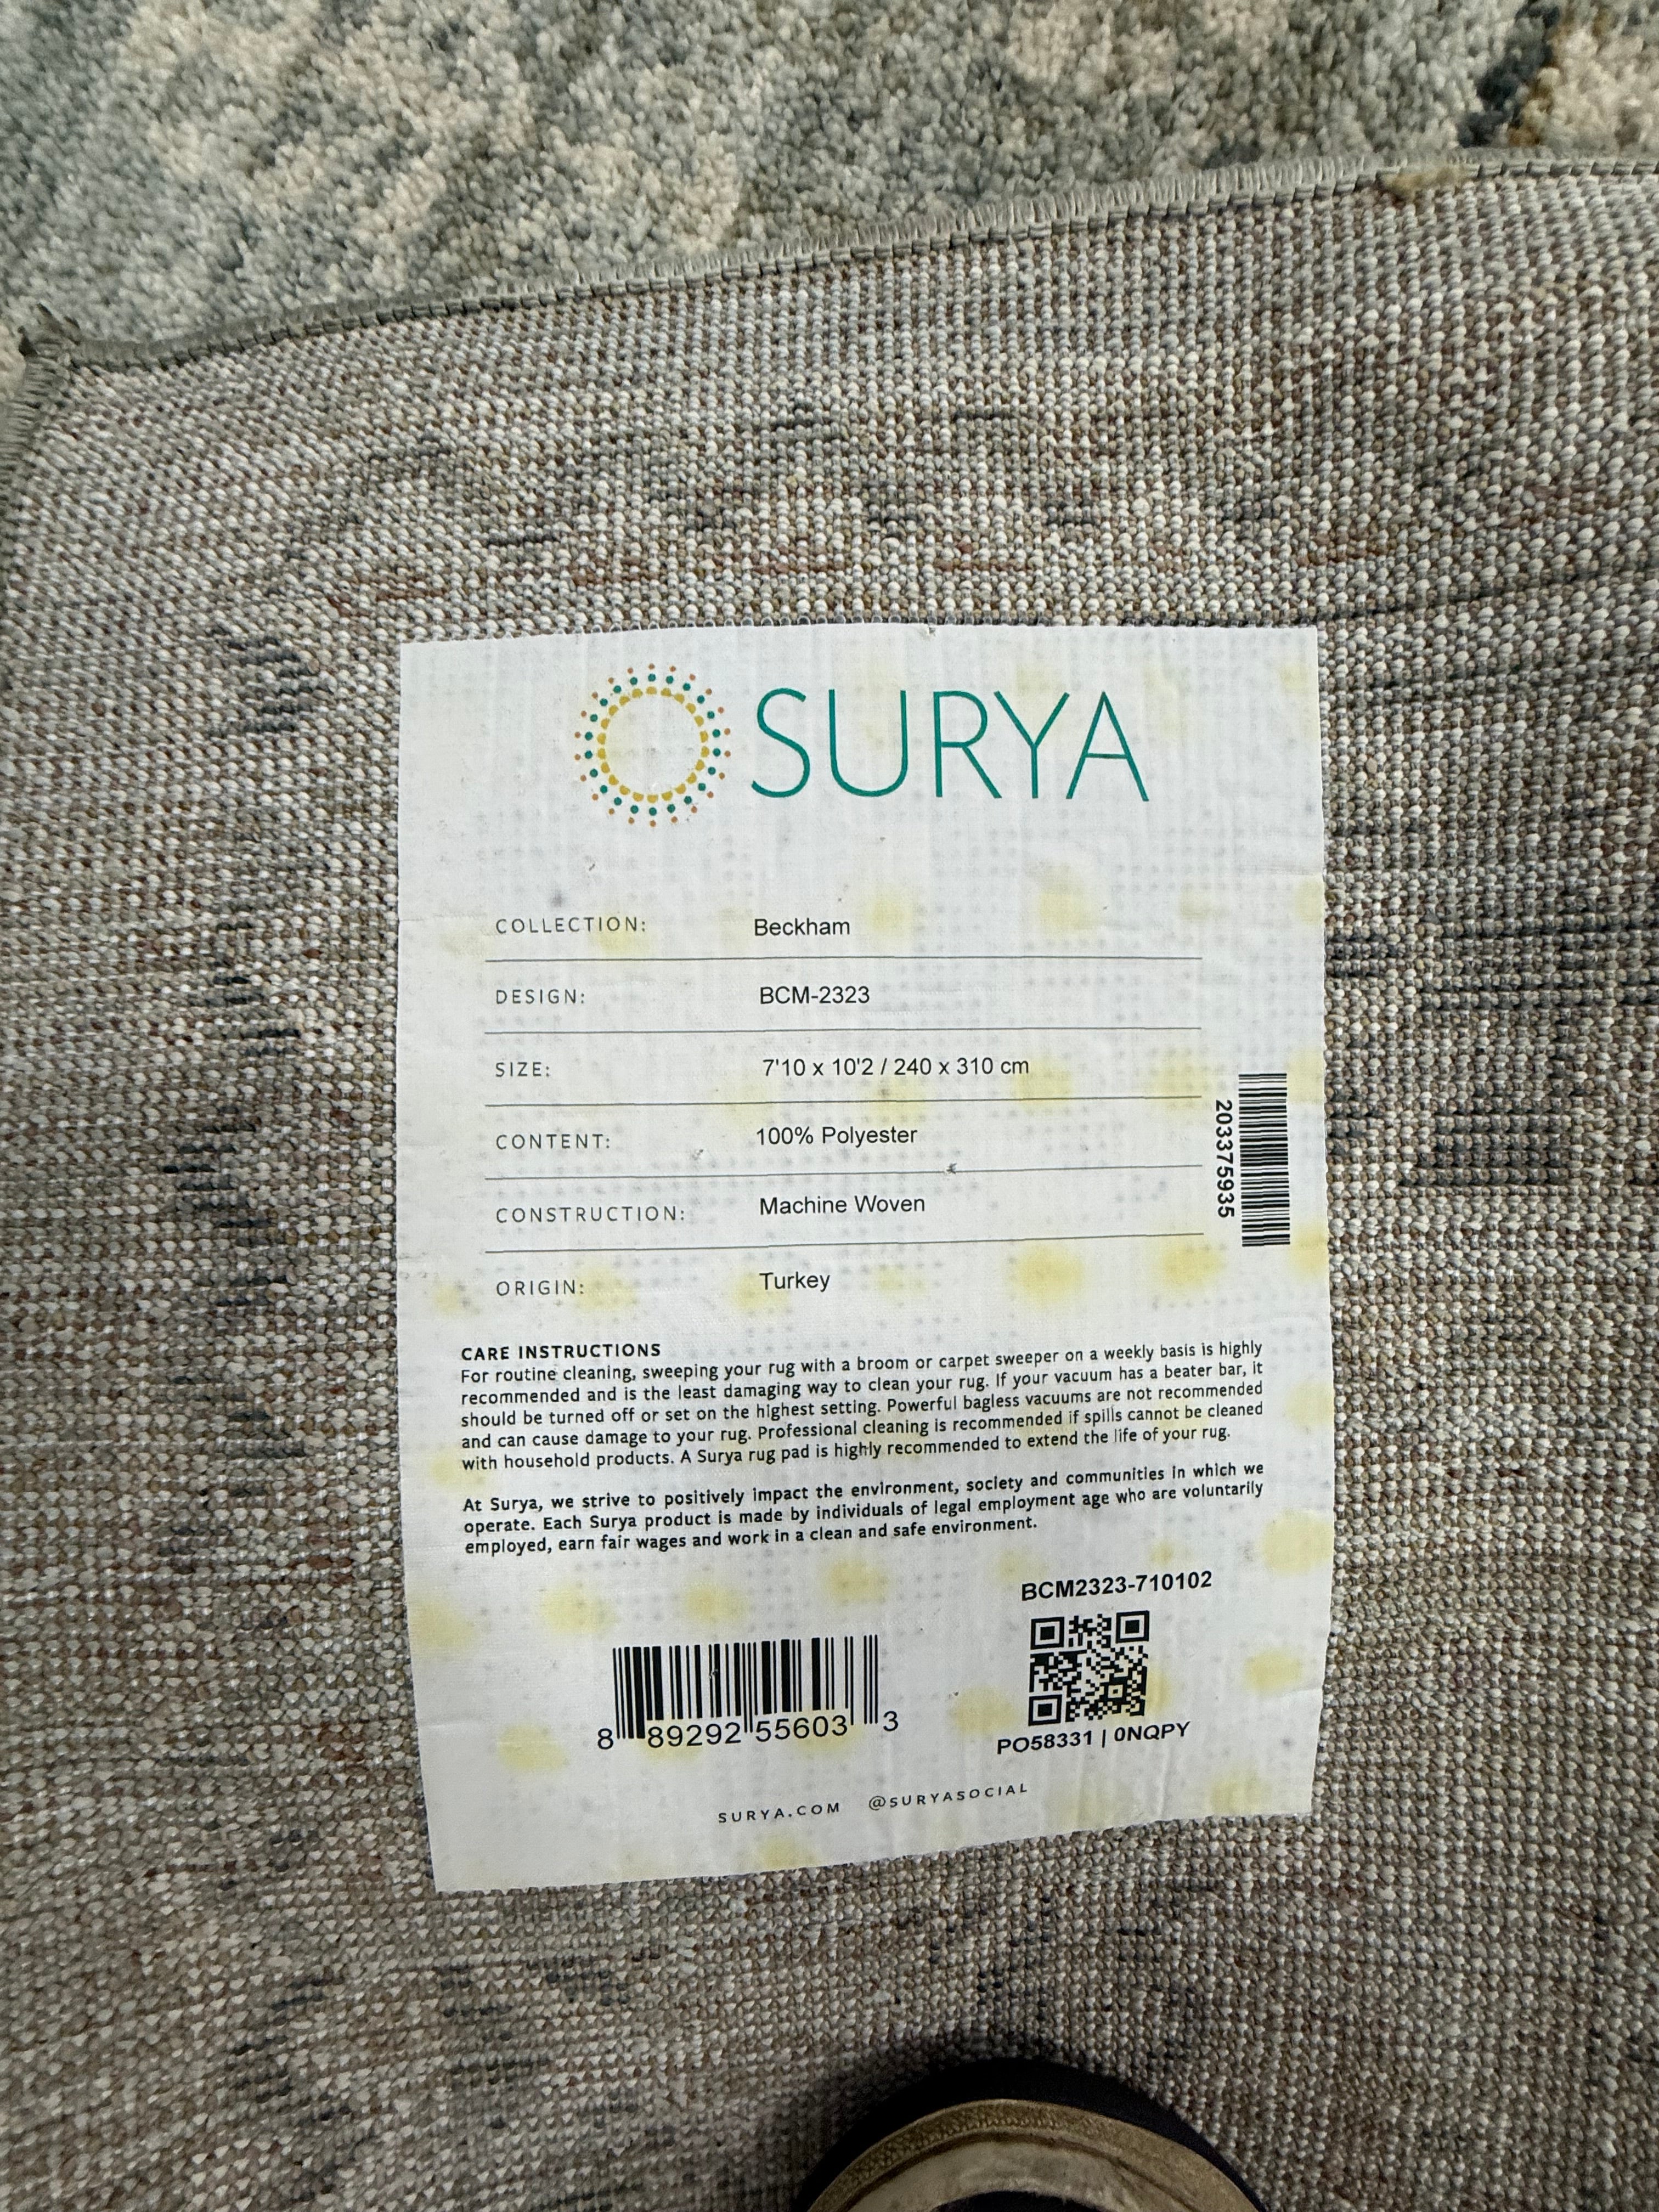 SURYA
COLLECTION: Beckham
DESIGN: BCM-2323
SIZE: 7'10 x 10'2 / 240 x 310 cm
CONTENT: 100% Polyester
CONSTRUCTION: Machine Woven
ORIGIN: Turkey
203375935
CARE INSTRUCTIONS
For routine cleaning, sweeping your rug with a broom or carpet sweeper on a weekly basis is highly
recommended and is the least damaging way to clean your rug. If your vacuum has a beater bar, it
should be turned off or set on the highest setting. Powerful bagless vacuums are not recommended
and can cause damage to your rug. Professional cleaning is recommended if spills cannot be cleaned
with household products. A Surya rug pad is highly recommended to extend the life of your rug.
At Surya, we strive to positively impact the environment, society and communities in which we
operate. Each Surya product is made by individuals of legal employment age who are voluntarily
employed, earn fair wages and work in a clean and safe environment.
BCM2323-710102
8 89292 55603 3
PO58331 | 0NQPY
SURYA.COM @SURYASOCIAL